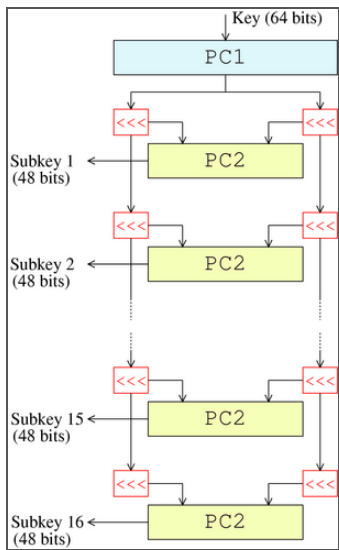 Key (64 bits)
PC1
<<< <<<
Subkey 1
(48 bits)
PC2
<<< <<<
Subkey 2
(48 bits)
PC2
<<< <<<
Subkey 15
(48 bits)
PC2
<<< <<<
Subkey 16
(48 bits)
PC2